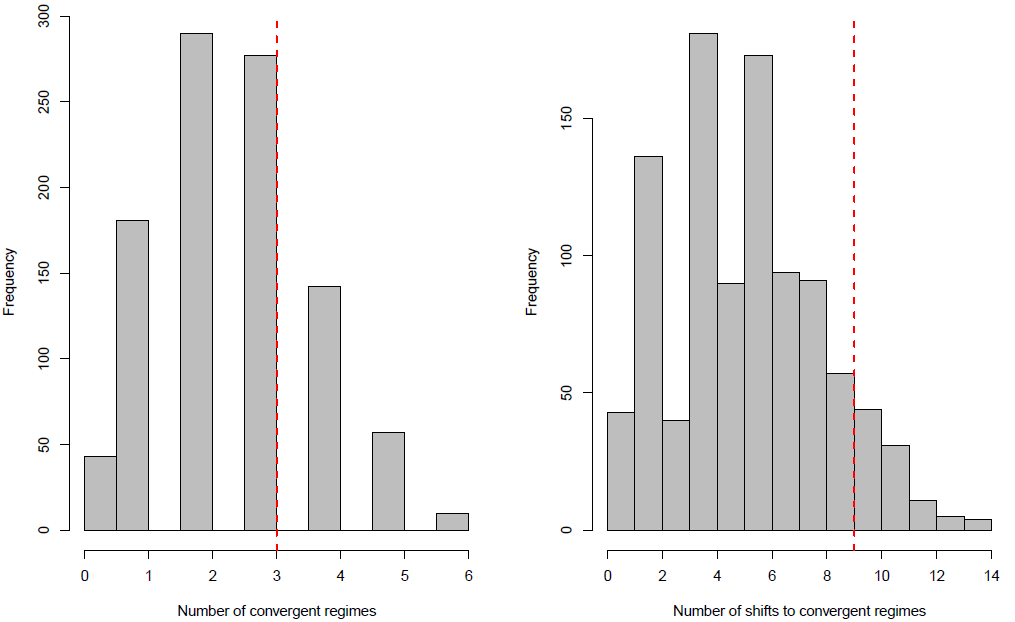 Frequency
0 50 100 150 200 250 300
0 1 2 3 4 5 6
Number of convergent regimes
Frequency
0 50 100 150
0 2 4 6 8 10 12 14
Number of shifts to convergent regimes